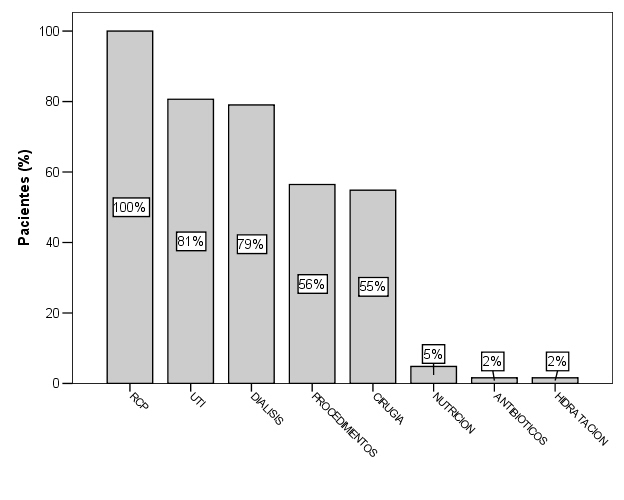 Pacientes (%)
100
80
60
40
20
0
100%
81%
79%
56%
55%
5%
2%
2%
RCP
UTI
DIALISIS
PROCEDIMIENTOS
CIRUGIA
NUTRICION
ANTIBIOTICOS
HIDRATACION